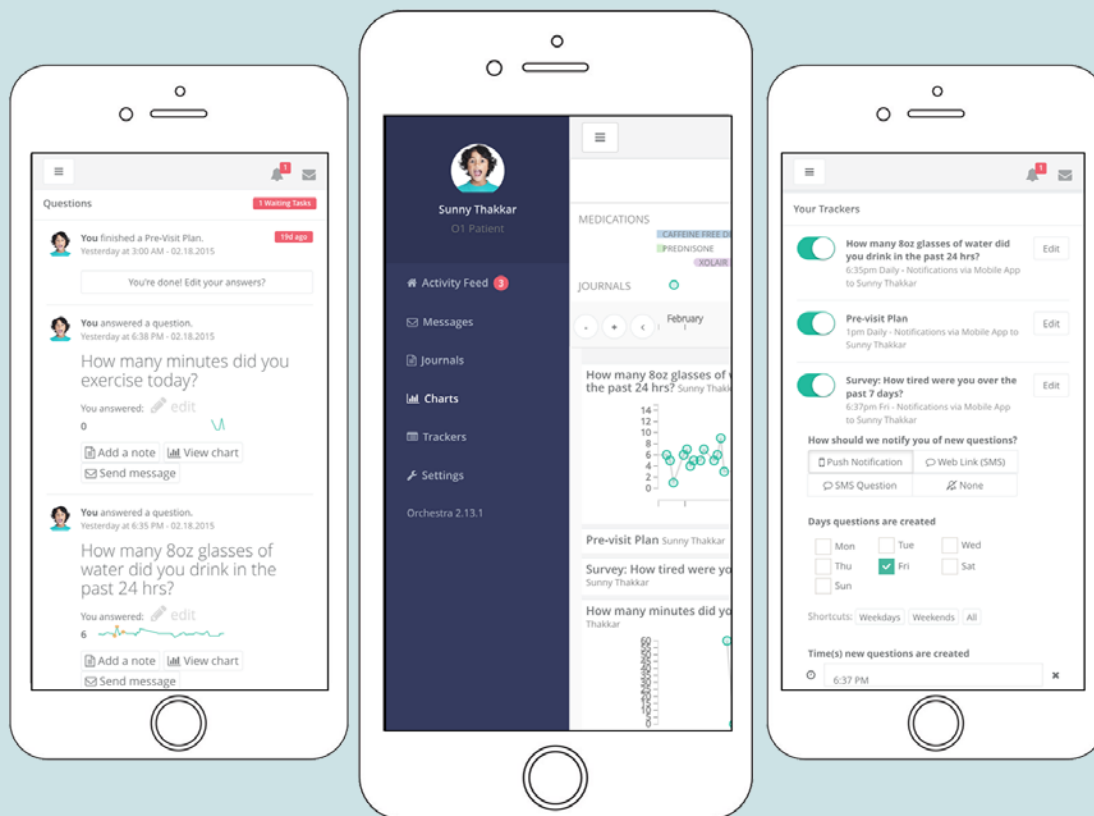 1
Questions
1 Waiting Tasks
You finished a Pre-Visit Plan.
19d ago
Yesterday at 3:00 AM - 02.18.2015
You're done! Edit your answers?
You answered a question.
Yesterday at 6:38 PM - 02.18.2015
How many minutes did you
exercise today?
You answered: edit
0
Add a note
View chart
Send message
You answered a question.
Yesterday at 6:35 PM - 02.18.2015
How many 8oz glasses of
water did you drink in the
past 24 hrs?
You answered: edit
6
Add a note
View chart
Send message
Sunny Thakkar
O1 Patient
Activity Feed 3
Messages
Journals
Charts
Trackers
Settings
Orchestra 2.13.1
MEDICATIONS
CAFFEINE FREE
PREDNISONE
XOLAIR
JOURNALS
- + <
February
How many 8oz glasses of
the past 24 hrs? Sunny
14
12
10
8
6
4
2
0
Pre-visit Plan Sunny Thakkar
Survey: How tired were
Sunny Thakkar
How many minutes did
Thakkar
60
10
0
1
Your Trackers
How many 8oz glasses of water did
you drink in the past 24 hrs?
Edit
6:35pm Daily - Notifications via Mobile App
to Sunny Thakkar
Pre-visit Plan
Edit
1pm Daily - Notifications via Mobile App to
Sunny Thakkar
Survey: How tired were you over the
past 7 days?
Edit
6:37pm Fri - Notifications via Mobile App
to Sunny Thakkar
How should we notify you of new questions?
Push Notification
Web Link (SMS)
SMS Question
None
Days questions are created
Mon
Tue
Wed
Thu
Fri
Sat
Sun
Shortcuts: Weekdays Weekends All
Time(s) new questions are created
6:37 PM